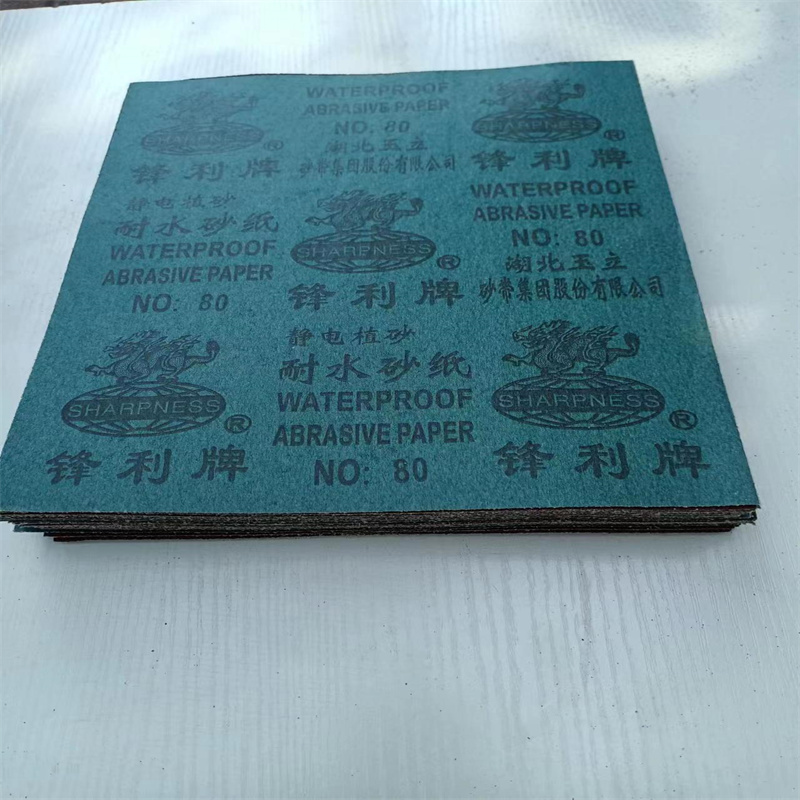 SHARPNESS ®
锋利牌
WATERPROOF
ABRASIVE PAPER
NO: 80
湖北玉立
砂带集团股份有限公司
SHARPNESS ®
锋利牌
静电植砂
耐水砂纸
WATERPROOF
ABRASIVE PAPER
NO: 80
SHARPNESS ®
锋利牌
WATERPROOF
ABRASIVE PAPER
NO: 80
湖北玉立
砂带集团股份有限公司
SHARPNESS ®
锋利牌
静电植砂
耐水砂纸
WATERPROOF
ABRASIVE PAPER
NO: 80
SHARPNESS ®
锋利牌